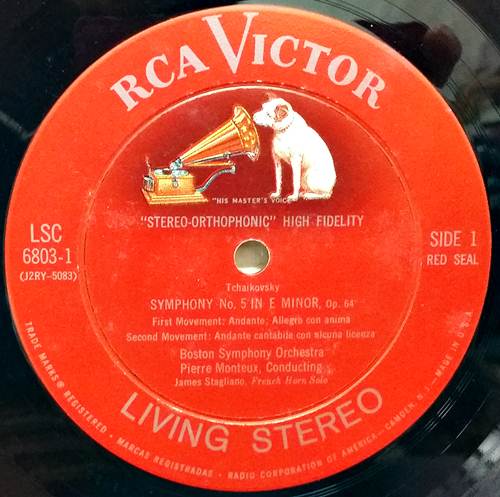 RCA VICTOR
"HIS MASTER'S VOICE"
"STEREO-ORTHOPHONIC" HIGH FIDELITY
LSC
6803-1
(J2RY-5083)
SIDE 1
RED SEAL
Tchaikovsky
SYMPHONY No. 5 IN E MINOR, Op. 64
First Movement: Andante; Allegro con anima
Second Movement: Andante cantabile con alcuna licenza
Boston Symphony Orchestra
Pierre Monteux, Conducting
James Stagliano, French Horn Solo
LIVING STEREO
TRADE MARKS ® REGISTERED • MARCAS REGISTRADAS • RADIO CORPORATION OF AMERICA—CAMDEN, N. J.—MADE IN U.S.A.